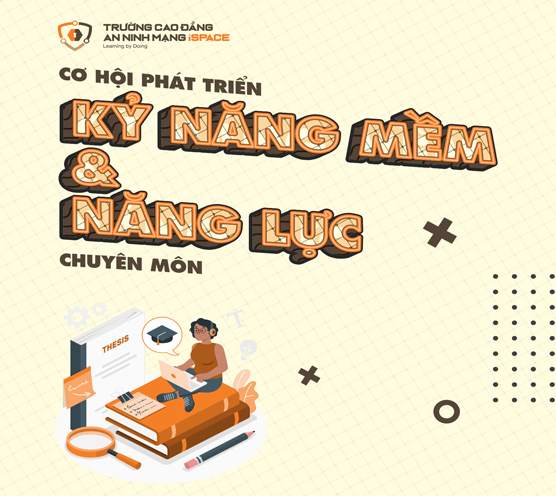 TRƯỜNG CAO ĐẲNG
AN NINH MẠNG iSPACE
Learning by Doing
CƠ HỘI PHÁT TRIỂN
KỶ NĂNG MỀM
&
NĂNG LỰC
CHUYÊN MÔN
THESIS
T